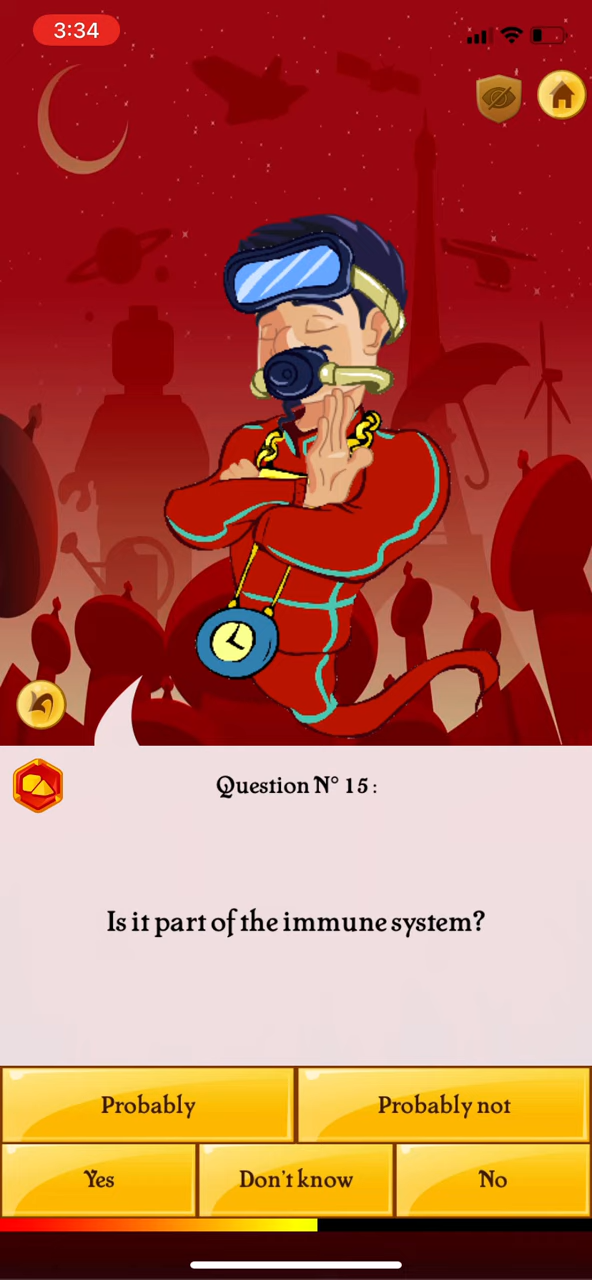 3:34
Question N° 15 :
Is it part of the immune system?
Probably
Probably not
Yes
Don't know
No